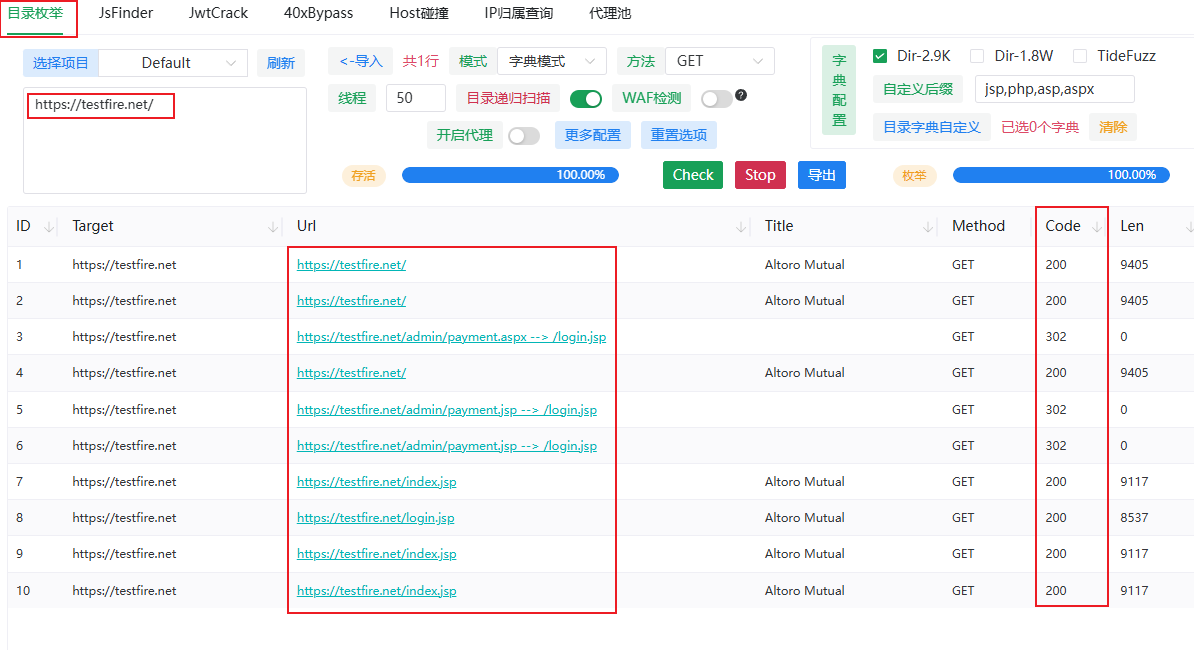 目录枚举 JsFinder JwtCrack 40xBypass Host碰撞 IP归属查询 代理池
选择项目 Default 刷新 <-导入 共1行 模式 字典模式 方法 GET 字典配置 Dir-2.9K Dir-1.8W TideFuzz
https://testfire.net/ 线程 50 目录递归扫描 WAF检测 ? 自定义后缀 jsp,php,asp,aspx
开启代理 更多配置 重置选项 目录字典自定义 已选0个字典 清除
存活 100.00% Check Stop 导出 枚举 100.00%
ID Target Url Title Method Code Len
1 https://testfire.net https://testfire.net/ Altoro Mutual GET 200 9405
2 https://testfire.net https://testfire.net/ Altoro Mutual GET 200 9405
3 https://testfire.net https://testfire.net/admin/payment.aspx --> /login.jsp GET 302 0
4 https://testfire.net https://testfire.net/ Altoro Mutual GET 200 9405
5 https://testfire.net https://testfire.net/admin/payment.jsp --> /login.jsp GET 302 0
6 https://testfire.net https://testfire.net/admin/payment.jsp --> /login.jsp GET 302 0
7 https://testfire.net https://testfire.net/index.jsp Altoro Mutual GET 200 9117
8 https://testfire.net https://testfire.net/login.jsp Altoro Mutual GET 200 8537
9 https://testfire.net https://testfire.net/index.jsp Altoro Mutual GET 200 9117
10 https://testfire.net https://testfire.net/index.jsp Altoro Mutual GET 200 9117